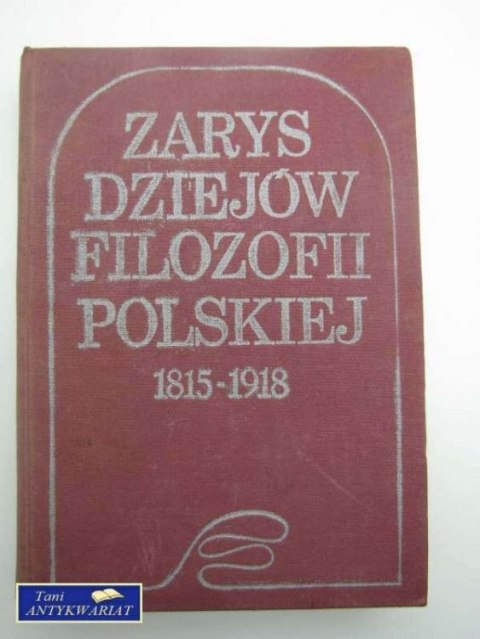 ZARYS
DZIEJÓW
FILOZOFII
POLSKIEJ
1815-1918
Tani
ANTYKWARIAT